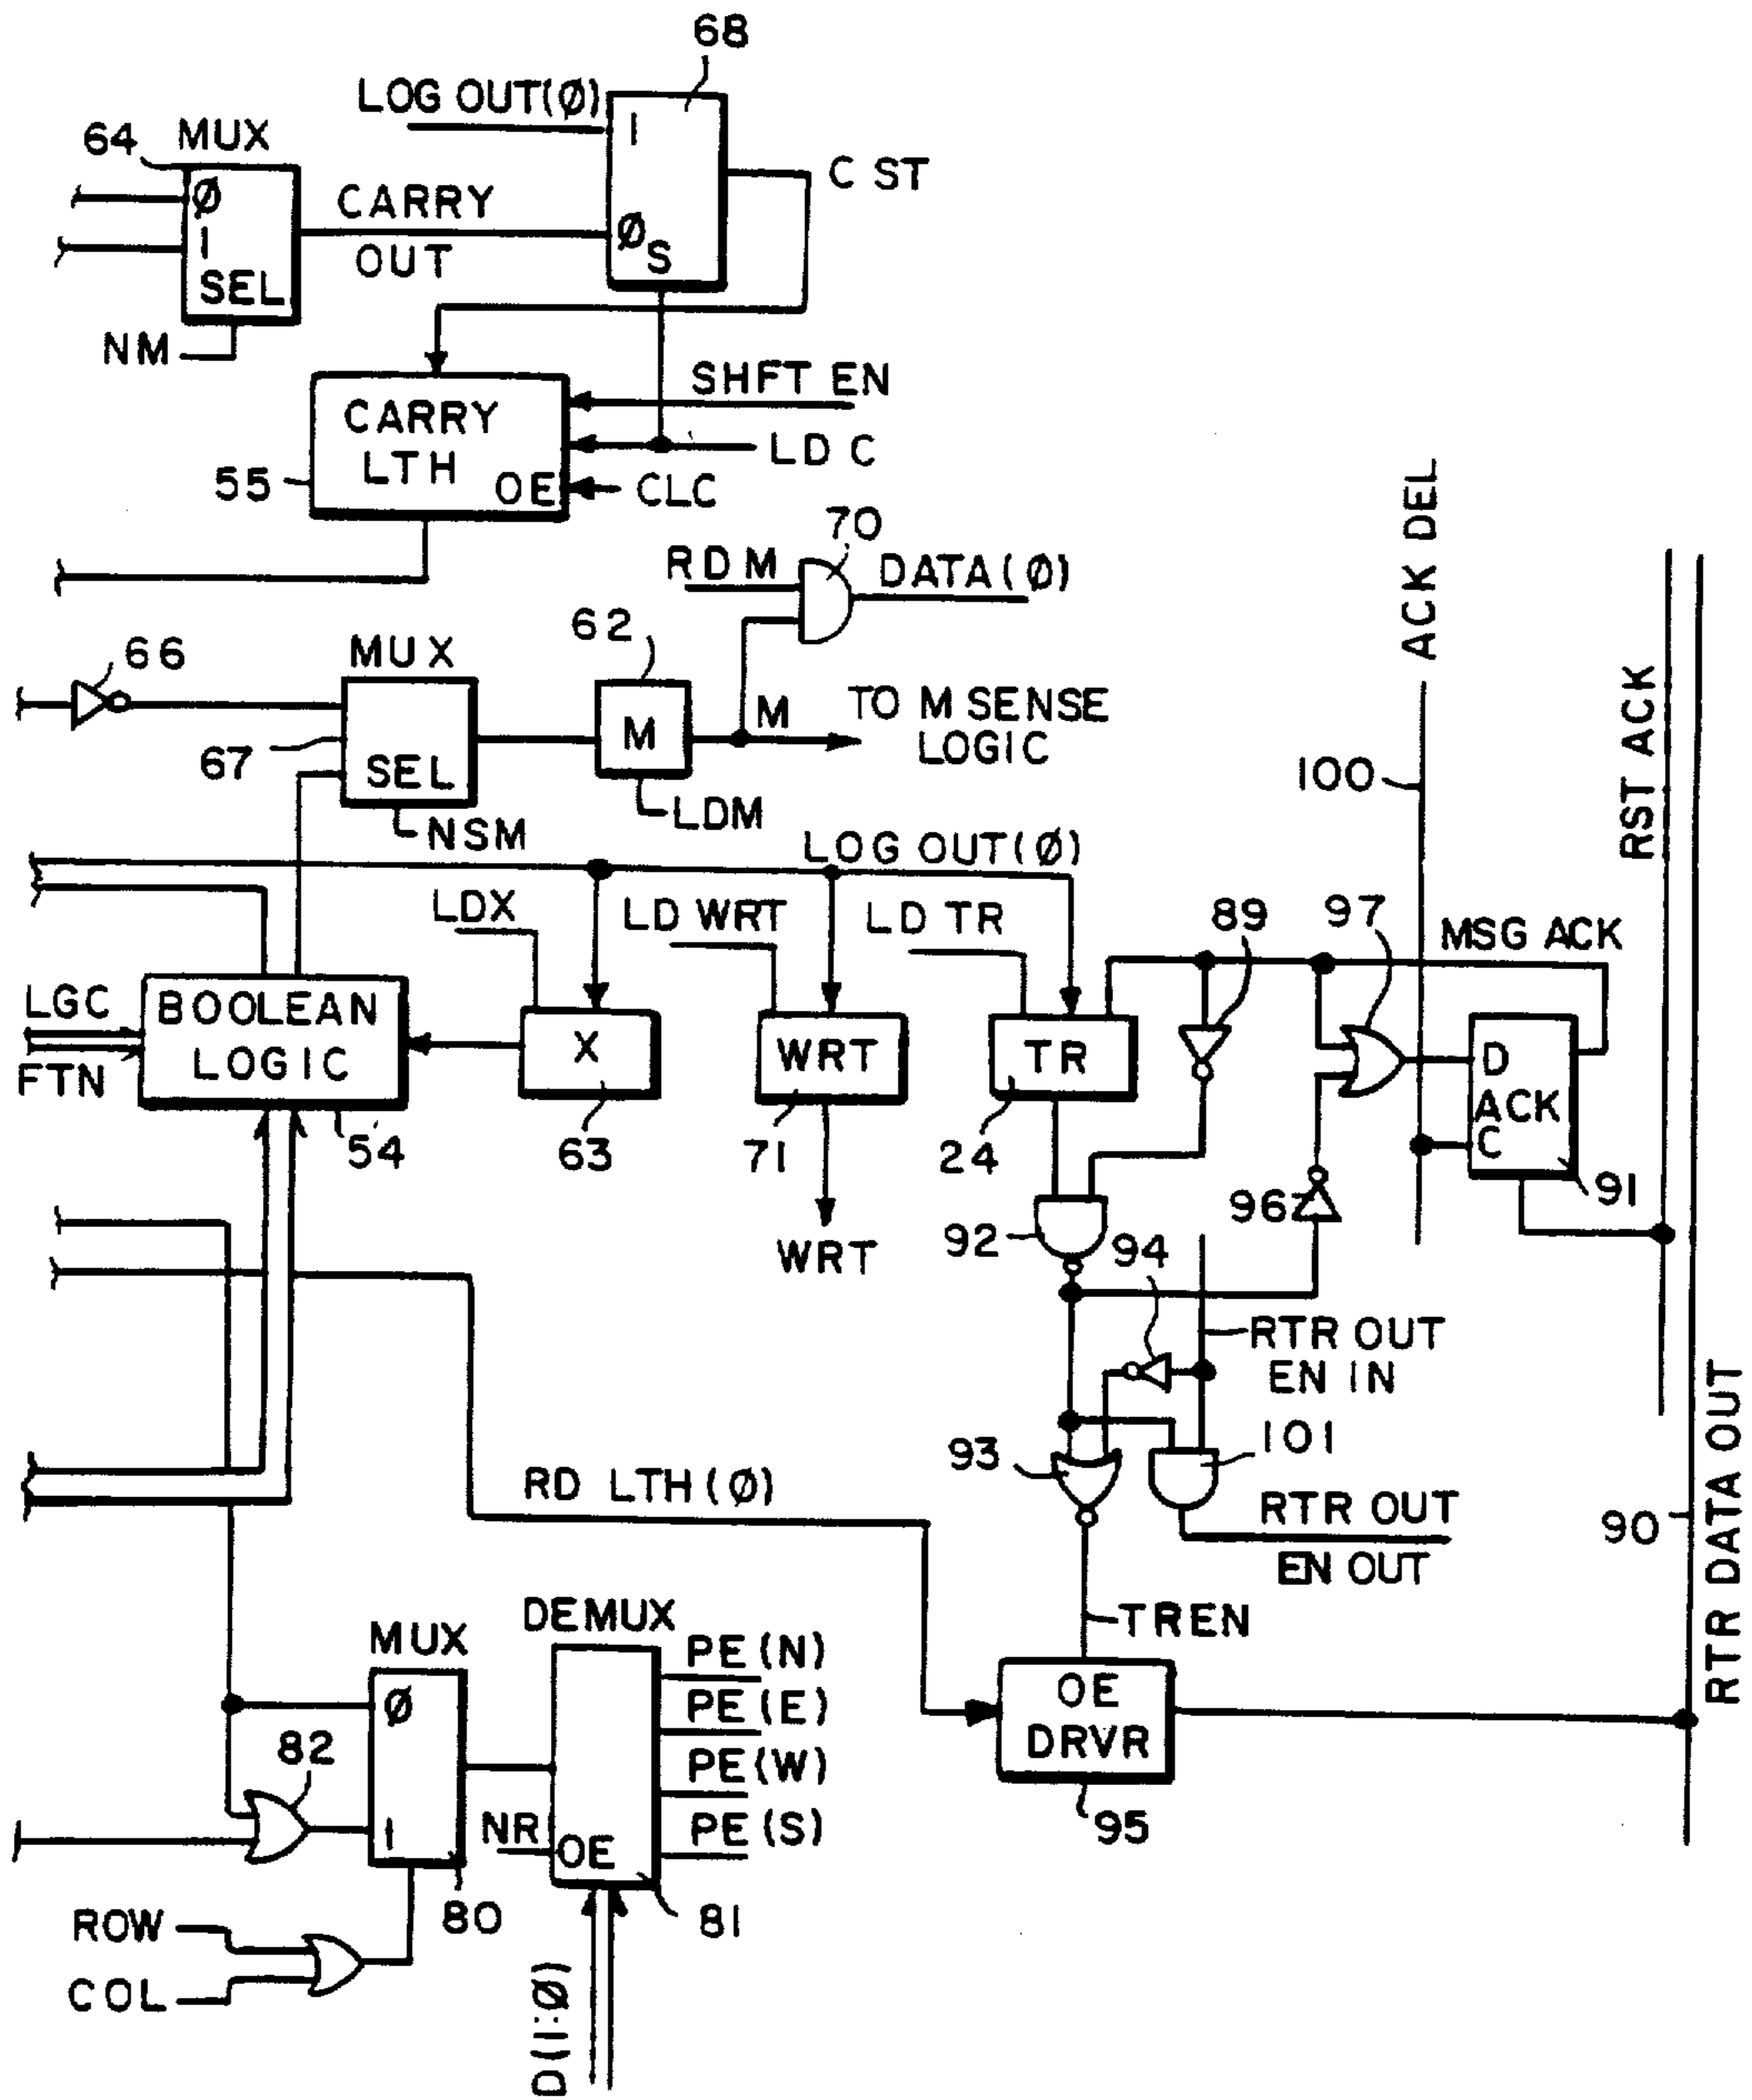 68
LOG OUT(Ø)
1
64
MUX
Ø
1
SEL
CARRY
OUT
C ST
Ø
S
NM
SHFT EN
CARRY
LTH
LD C
55
OE
CLC
70
RDM
DATA(Ø)
ACK DEL
62
66
MUX
67
SEL
M
M
TO M SENSE
LOGIC
100
RST ACK
LDM
NSM
LOG OUT(Ø)
LDX
LD WRT
LD TR
89
97
MSG ACK
LGC
FTN
BOOLEAN
LOGIC
X
WRT
TR
D
ACK
C
54
63
71
24
96
91
WRT
92
94
RTR OUT
EN IN
93
101
RD LTH(Ø)
RTR OUT
EN OUT
90
RTR DATA OUT
DEMUX
MUX
TREN
PE(N)
PE(E)
PE(W)
PE(S)
Ø
1
82
NR
OE
OE
DRVR
95
80
81
ROW
COL
D(1:Ø)